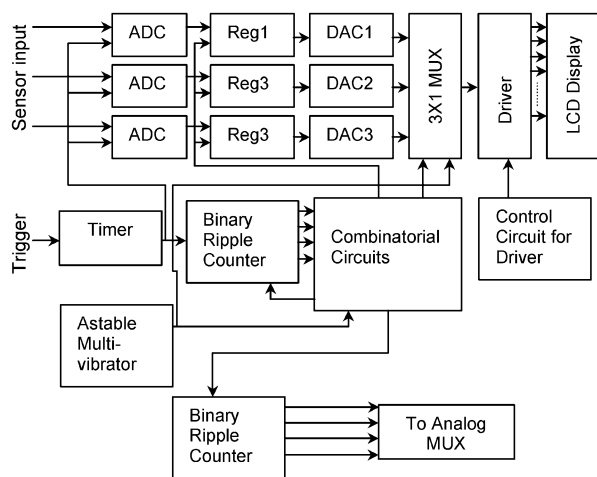 Sensor input
ADC
Reg1
DAC1
ADC
Reg3
DAC2
ADC
Reg3
DAC3
3X1 MUX
Driver
LCD Display
Trigger
Timer
Binary
Ripple
Counter
Combinatorial
Circuits
Control
Circuit for
Driver
Astable
Multi-
vibrator
Binary
Ripple
Counter
To Analog
MUX